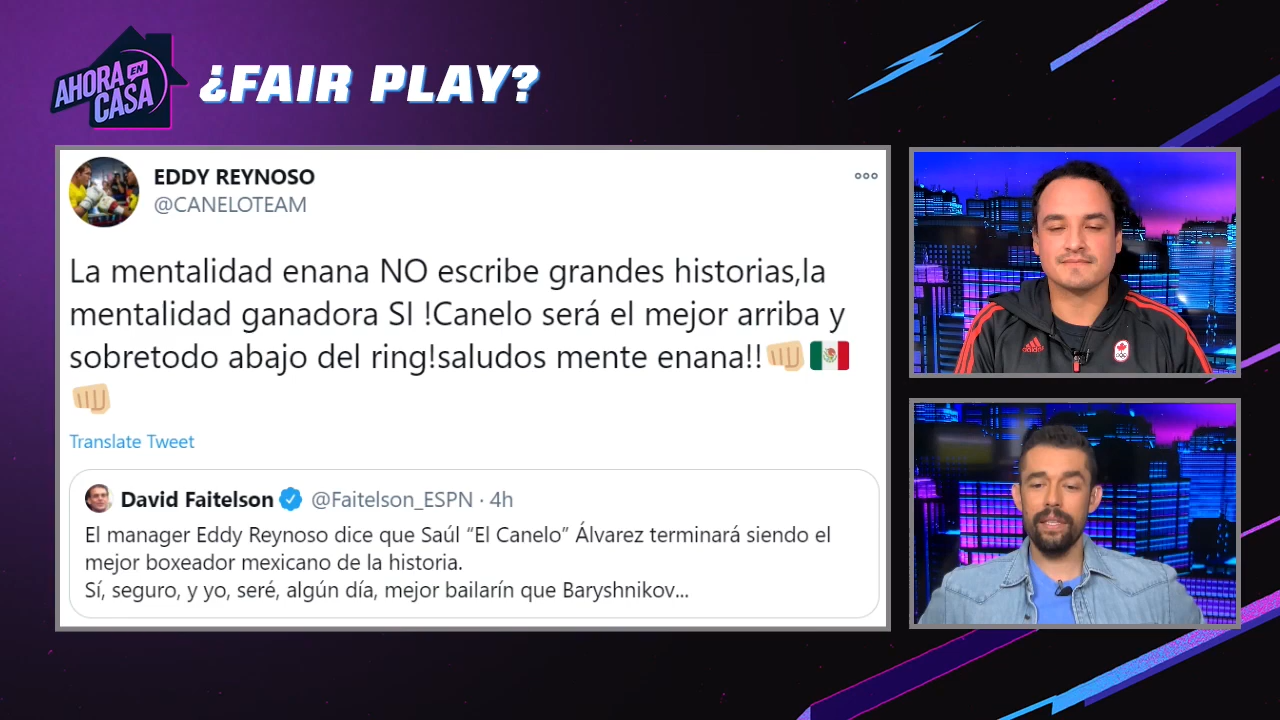 AHORA EN
CASA
¿FAIR PLAY?
EDDY REYNOSO
@CANELOTEAM
La mentalidad enana NO escribe grandes historias,la
mentalidad ganadora SI !Canelo será el mejor arriba y
sobretodo abajo del ring!saludos mente enana!!👊🏼🇲🇽
👊🏼
Translate Tweet
David Faitelson @Faitelson_ESPN · 4h
El manager Eddy Reynoso dice que Saúl “El Canelo” Álvarez terminará siendo el
mejor boxeador mexicano de la historia.
Sí, seguro, y yo, seré, algún día, mejor bailarín que Baryshnikov...
adidas